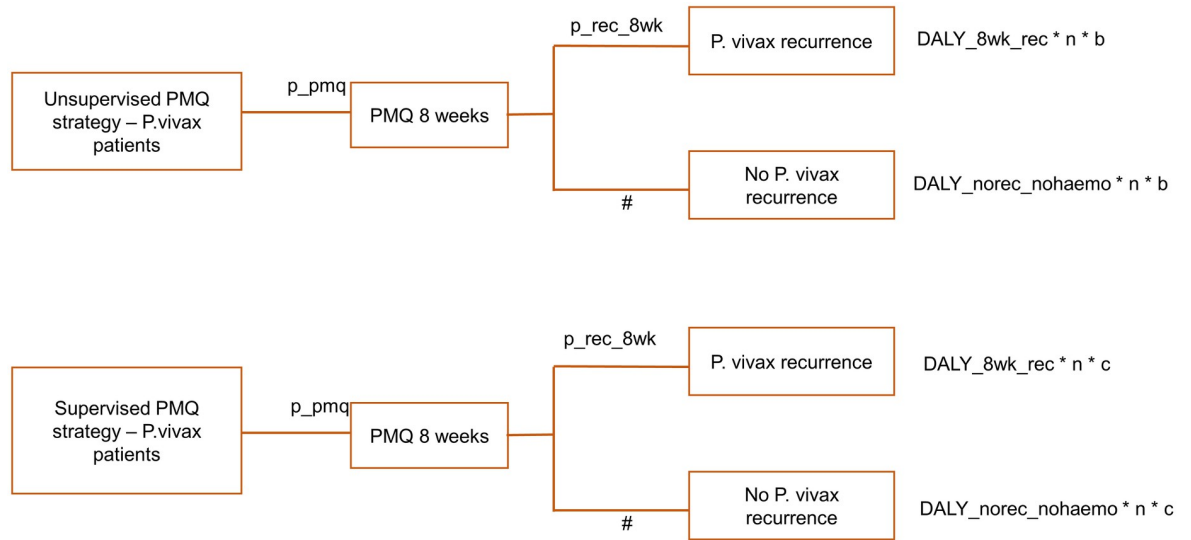 p_rec_8wk
P. vivax recurrence
DALY_8wk_rec * n * b
Unsupervised PMQ
strategy – P.vivax
patients
p_pmq
PMQ 8 weeks
No P. vivax
recurrence
DALY_norec_nohaemo * n * b
#
p_rec_8wk
P. vivax recurrence
DALY_8wk_rec * n * c
Supervised PMQ
strategy – P.vivax
patients
p_pmq
PMQ 8 weeks
No P. vivax
recurrence
DALY_norec_nohaemo * n * c
#